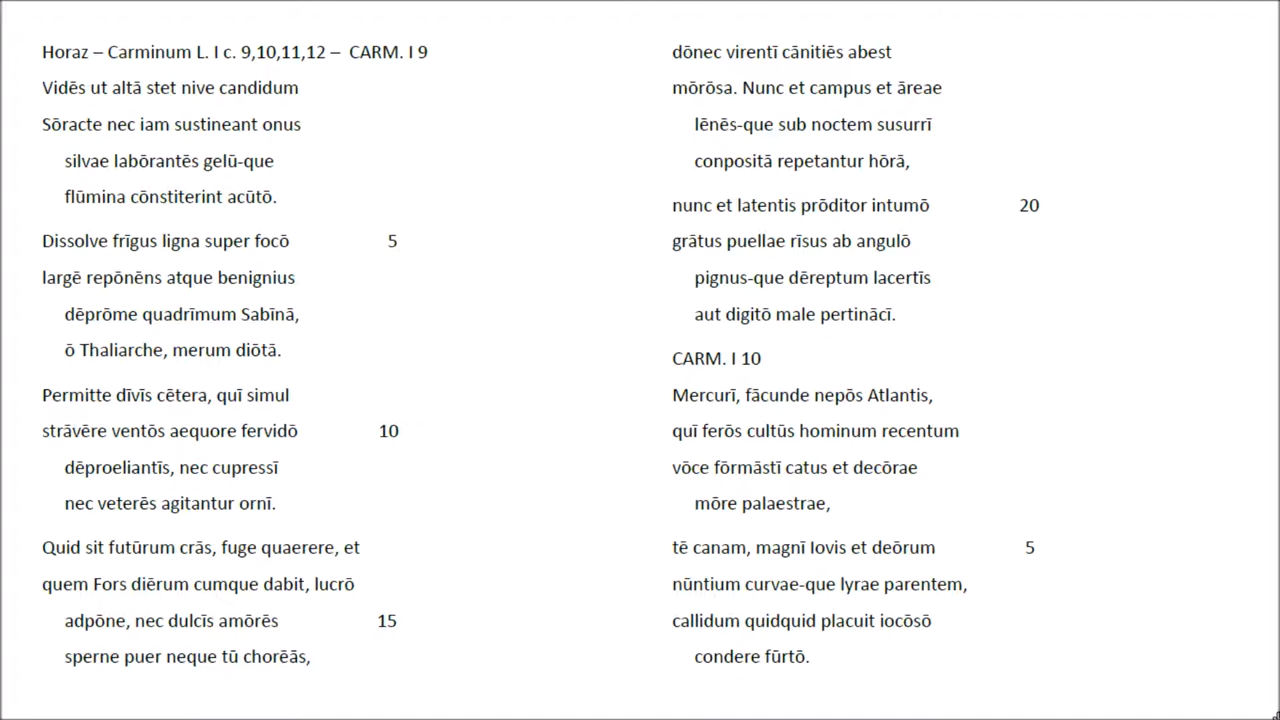 Horaz – Carminum L. I c. 9,10,11,12 – CARM. I 9
Vidēs ut altā stet nive candidum
Sōracte nec iam sustineant onus
silvae labōrantēs gelū-que
flūmina cōnstiterint acūtō.
Dissolve frīgus ligna super focō 5
largē repōnēns atque benignius
dēprōme quadrīmum Sabīnā,
ō Thaliarche, merum diōtā.
Permitte dīvīs cētera, quī simul
strāvēre ventōs aequore fervidō 10
dēproeliantīs, nec cupressī
nec veterēs agitantur ornī.
Quid sit futūrum crās, fuge quaerere, et
quem Fors diērum cumque dabit, lucrō
adpōne, nec dulcīs amōrēs 15
sperne puer neque tū chorēās,
dōnec virentī cānitiēs abest
mōrōsa. Nunc et campus et āreae
lēnēs-que sub noctem susurrī
conpositā repetantur hōrā,
nunc et latentis prōditor intumō 20
grātus puellae rīsus ab angulō
pignus-que dēreptum lacertīs
aut digitō male pertinācī.
CARM. I 10
Mercurī, fācunde nepōs Atlantis,
quī ferōs cultūs hominum recentum
vōce fōrmāstī catus et decōrae
mōre palaestrae,
tē canam, magnī Iovis et deōrum 5
nūntium curvae-que lyrae parentem,
callidum quidquid placuit iocōsō
condere fūrtō.